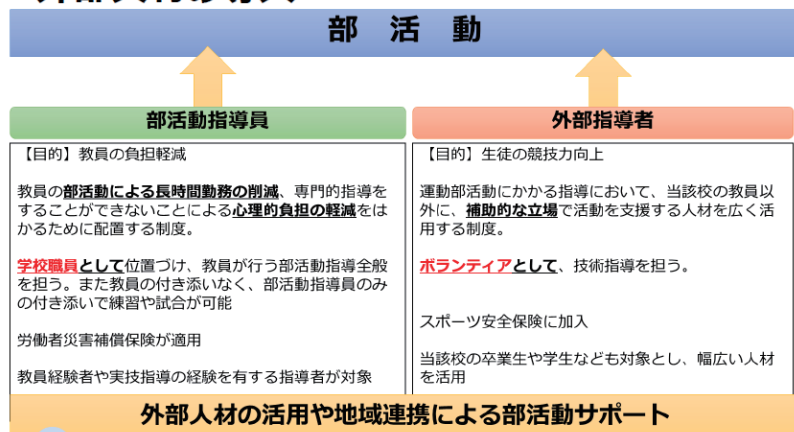 部 活 動
部活動指導員
【目的】教員の負担軽減
教員の部活動による長時間勤務の削減、専門的指導を
することができないことによる心理的負担の軽減をは
かるために配置する制度。
学校職員として位置づけ、教員が行う部活動指導全般
を担う。また教員の付き添いなく、部活動指導員のみ
の付き添いで練習や試合が可能
労働者災害補償保険が適用
教員経験者や実技指導の経験を有する指導者が対象
外部指導者
【目的】生徒の競技力向上
運動部活動にかかる指導において、当該校の教員以
外に、補助的な立場で活動を支援する人材を広く活
用する制度。
ボランティアとして、技術指導を担う。
スポーツ安全保険に加入
当該校の卒業生や学生なども対象とし、幅広い人材
を活用
外部人材の活用や地域連携による部活動サポート